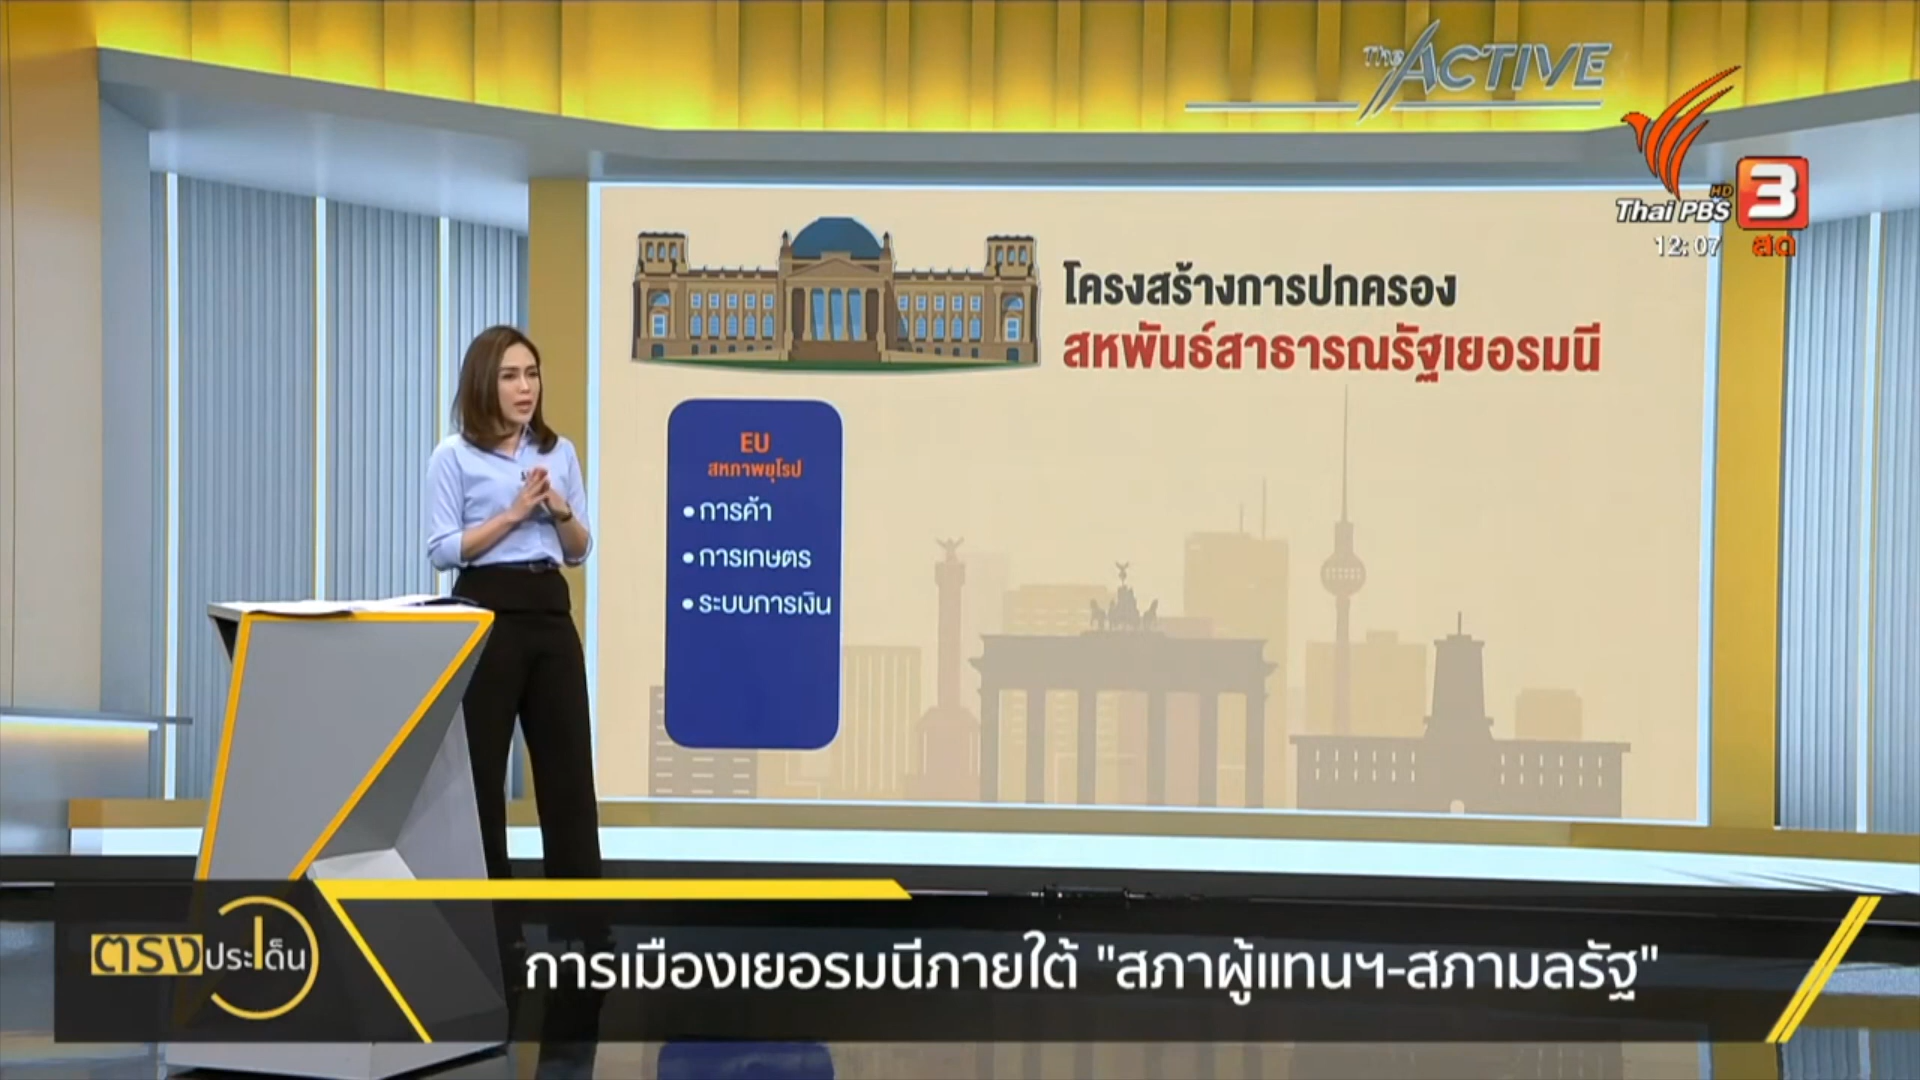 The ACTIVE
Thai PBS HD 3
12:07 สด
โครงสร้างการปกครอง
สหพันธ์สาธารณรัฐเยอรมนี
EU
สหภาพยุโรป
•การค้า
•การเกษตร
•ระบบการเงิน
ตรงประเด็น
การเมืองเยอรมนีภายใต้ "สภาผู้แทนฯ-สภามลรัฐ"